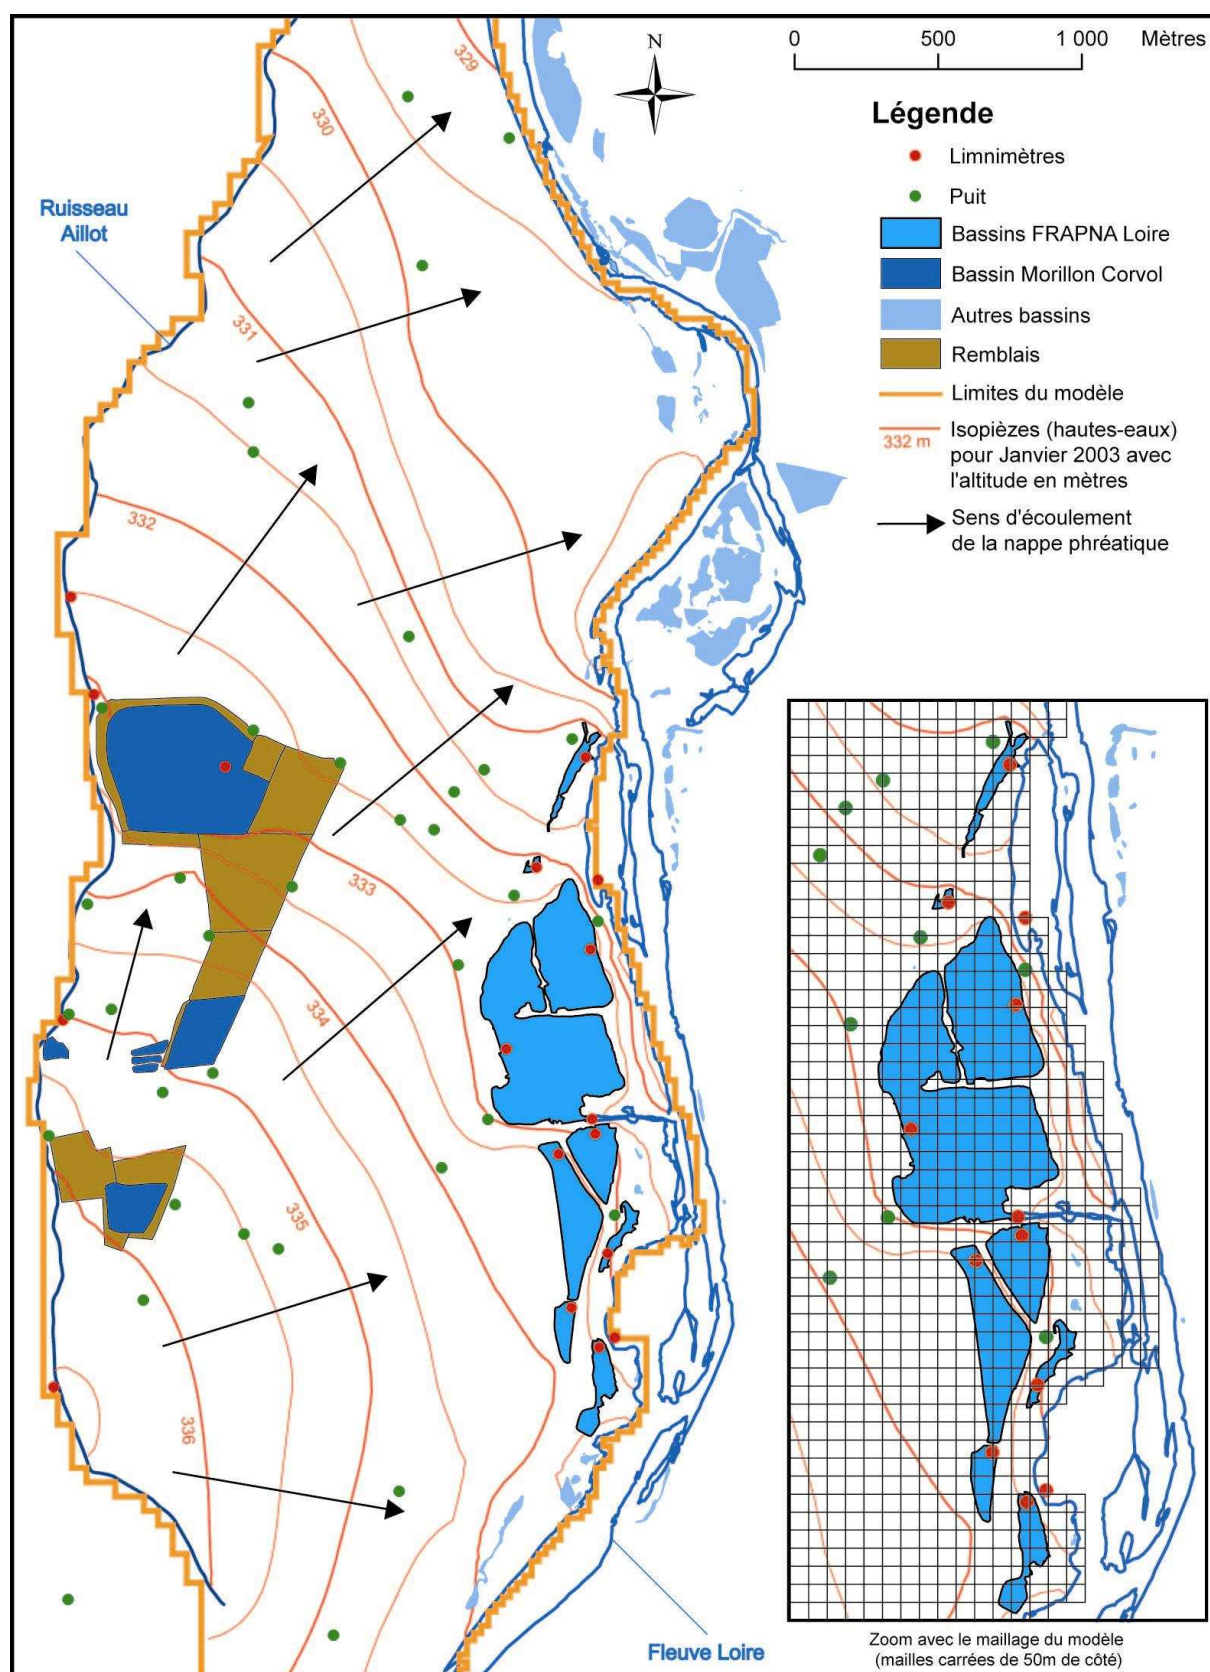 0 500 1 000 Mètres
N
329
330
Légende
Limnimètres
Puit
Ruisseau
Aillot
Bassins FRAPNA Loire
Bassin Morillon Corvol
Autres bassins
331
Remblais
Limites du modèle
Isopièzes (hautes-eaux)
332 m
pour Janvier 2003 avec
l'altitude en mètres
332
Sens d'écoulement
de la nappe phréatique
333
334
335
336
Fleuve Loire
Zoom avec le maillage du modèle
(mailles carrées de 50m de côté)